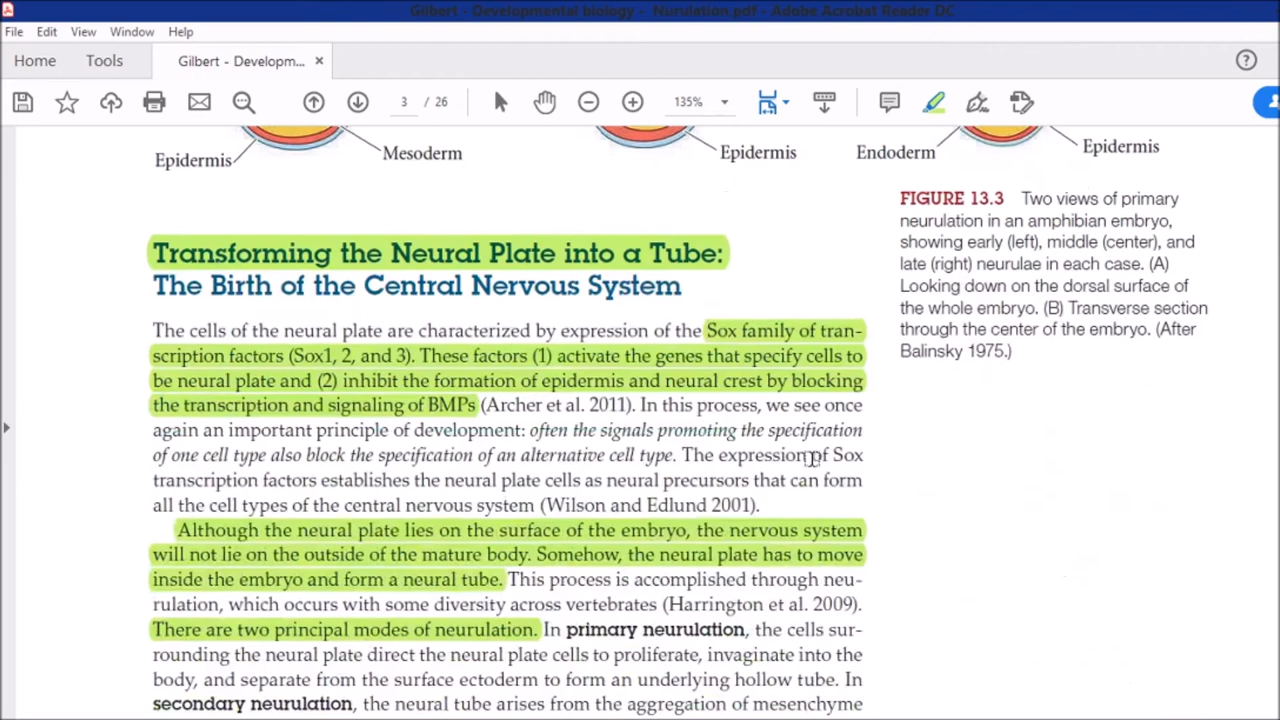 Gilbert - Developmental biology - Nurulation.pdf - Adobe Acrobat Reader DC
File Edit View Window Help
Home Tools Gilbert - Developm... ×
3 / 26 135%
Epidermis Mesoderm Epidermis Endoderm Epidermis
FIGURE 13.3 Two views of primary
neurulation in an amphibian embryo,
showing early (left), middle (center), and
late (right) neurulae in each case. (A)
Looking down on the dorsal surface of
the whole embryo. (B) Transverse section
through the center of the embryo. (After
Balinsky 1975.)
Transforming the Neural Plate into a Tube:
The Birth of the Central Nervous System
The cells of the neural plate are characterized by expression of the Sox family of tran-
scription factors (Sox1, 2, and 3). These factors (1) activate the genes that specify cells to
be neural plate and (2) inhibit the formation of epidermis and neural crest by blocking
the transcription and signaling of BMPs (Archer et al. 2011). In this process, we see once
again an important principle of development: often the signals promoting the specification
of one cell type also block the specification of an alternative cell type. The expression of Sox
transcription factors establishes the neural plate cells as neural precursors that can form
all the cell types of the central nervous system (Wilson and Edlund 2001).
Although the neural plate lies on the surface of the embryo, the nervous system
will not lie on the outside of the mature body. Somehow, the neural plate has to move
inside the embryo and form a neural tube. This process is accomplished through neu-
rulation, which occurs with some diversity across vertebrates (Harrington et al. 2009).
There are two principal modes of neurulation. In primary neurulation, the cells sur-
rounding the neural plate direct the neural plate cells to proliferate, invaginate into the
body, and separate from the surface ectoderm to form an underlying hollow tube. In
secondary neurulation, the neural tube arises from the aggregation of mesenchyme